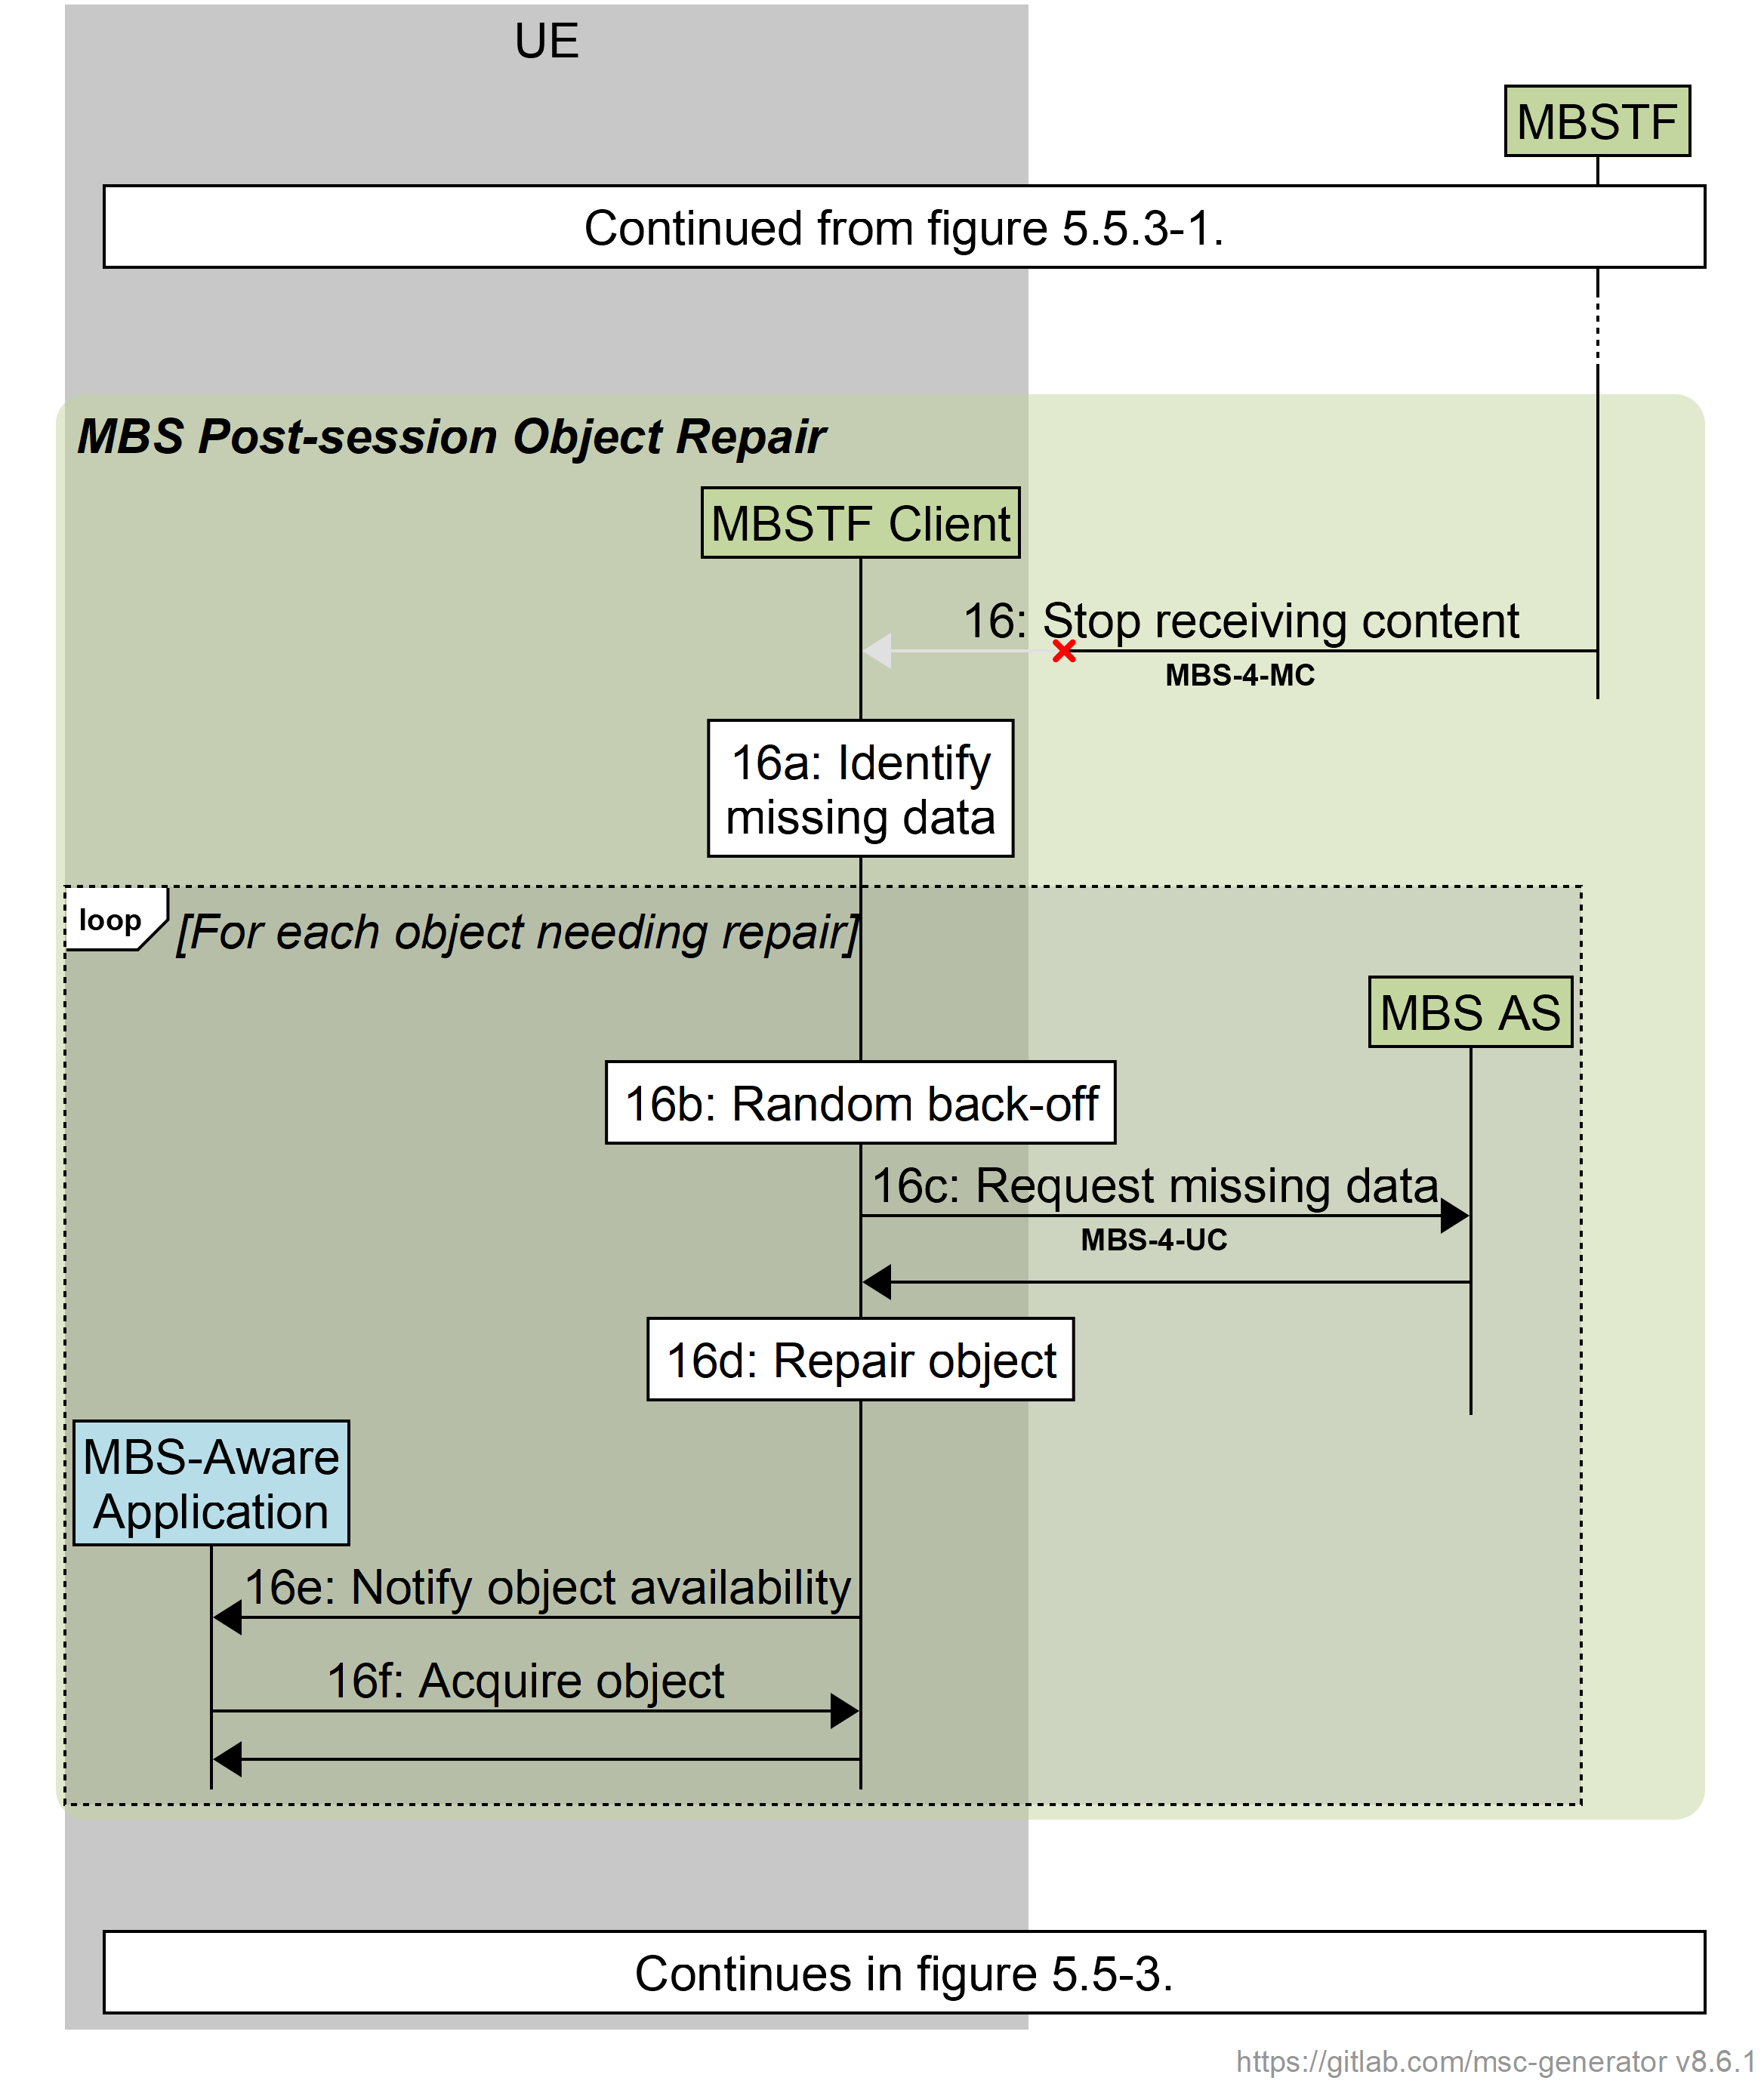 UE
MBSTF
Continued from figure 5.5.3-1.
MBS Post-session Object Repair
MBSTF Client
16: Stop receiving content
MBS-4-MC
16a: Identify
missing data
loop
[For each object needing repair]
MBS AS
16b: Random back-off
16c: Request missing data
MBS-4-UC
16d: Repair object
MBS-Aware
Application
16e: Notify object availability
16f: Acquire object
Continues in figure 5.5-3.
https://gitlab.com/msc-generator v8.6.1